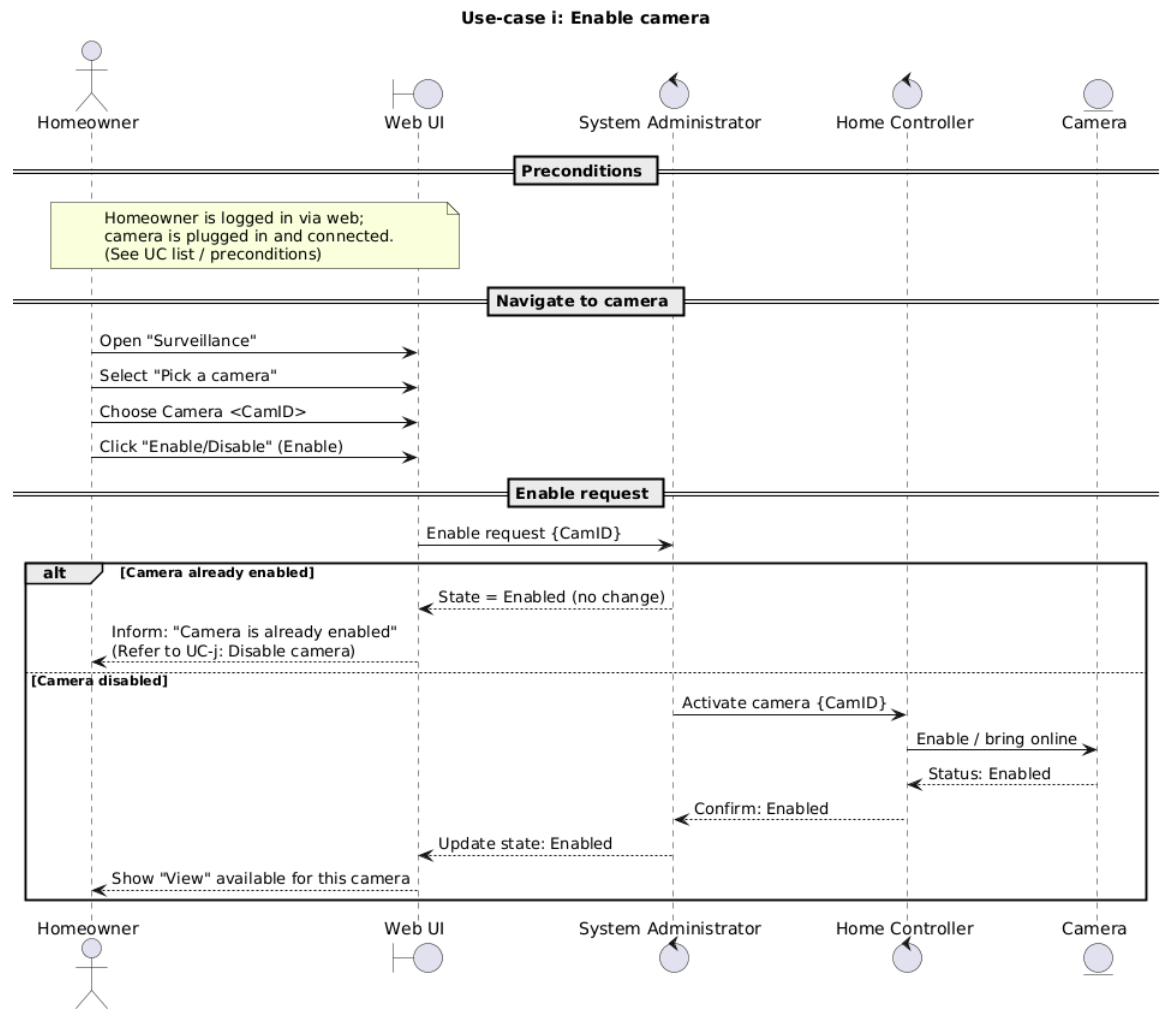 Use-case i: Enable camera
Homeowner
Web UI
System Administrator
Home Controller
Camera
Preconditions
Homeowner is logged in via web;
camera is plugged in and connected.
(See UC list / preconditions)
Navigate to camera
Open "Surveillance"
Select "Pick a camera"
Choose Camera <CamID>
Click "Enable/Disable" (Enable)
Enable request
Enable request {CamID}
alt
[Camera already enabled]
State = Enabled (no change)
Inform: "Camera is already enabled"
(Refer to UC-j: Disable camera)
[Camera disabled]
Activate camera {CamID}
Enable / bring online
Status: Enabled
Confirm: Enabled
Update state: Enabled
Show "View" available for this camera
Homeowner
Web UI
System Administrator
Home Controller
Camera